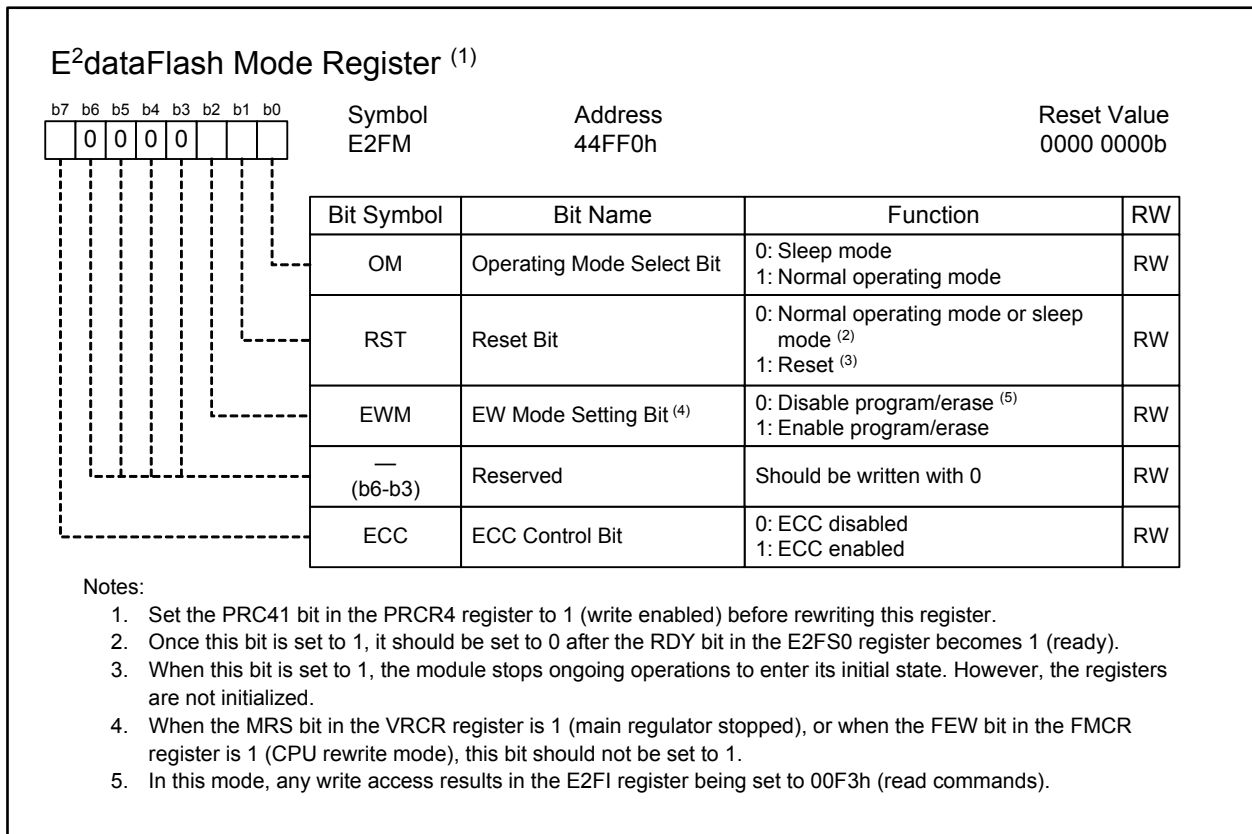 E²dataFlash Mode Register (1)
b7 b6 b5 b4 b3 b2 b1 b0
0 0 0 0
Symbol Address Reset Value
E2FM 44FF0h 0000 0000b
Bit Symbol Bit Name Function RW
OM Operating Mode Select Bit 0: Sleep mode
1: Normal operating mode RW
RST Reset Bit 0: Normal operating mode or sleep
mode (2)
1: Reset (3) RW
EWM EW Mode Setting Bit (4) 0: Disable program/erase (5)
1: Enable program/erase RW
—
(b6-b3) Reserved Should be written with 0 RW
ECC ECC Control Bit 0: ECC disabled
1: ECC enabled RW
Notes:
1. Set the PRC41 bit in the PRCR4 register to 1 (write enabled) before rewriting this register.
2. Once this bit is set to 1, it should be set to 0 after the RDY bit in the E2FS0 register becomes 1 (ready).
3. When this bit is set to 1, the module stops ongoing operations to enter its initial state. However, the registers
are not initialized.
4. When the MRS bit in the VRCR register is 1 (main regulator stopped), or when the FEW bit in the FMCR
register is 1 (CPU rewrite mode), this bit should not be set to 1.
5. In this mode, any write access results in the E2FI register being set to 00F3h (read commands).